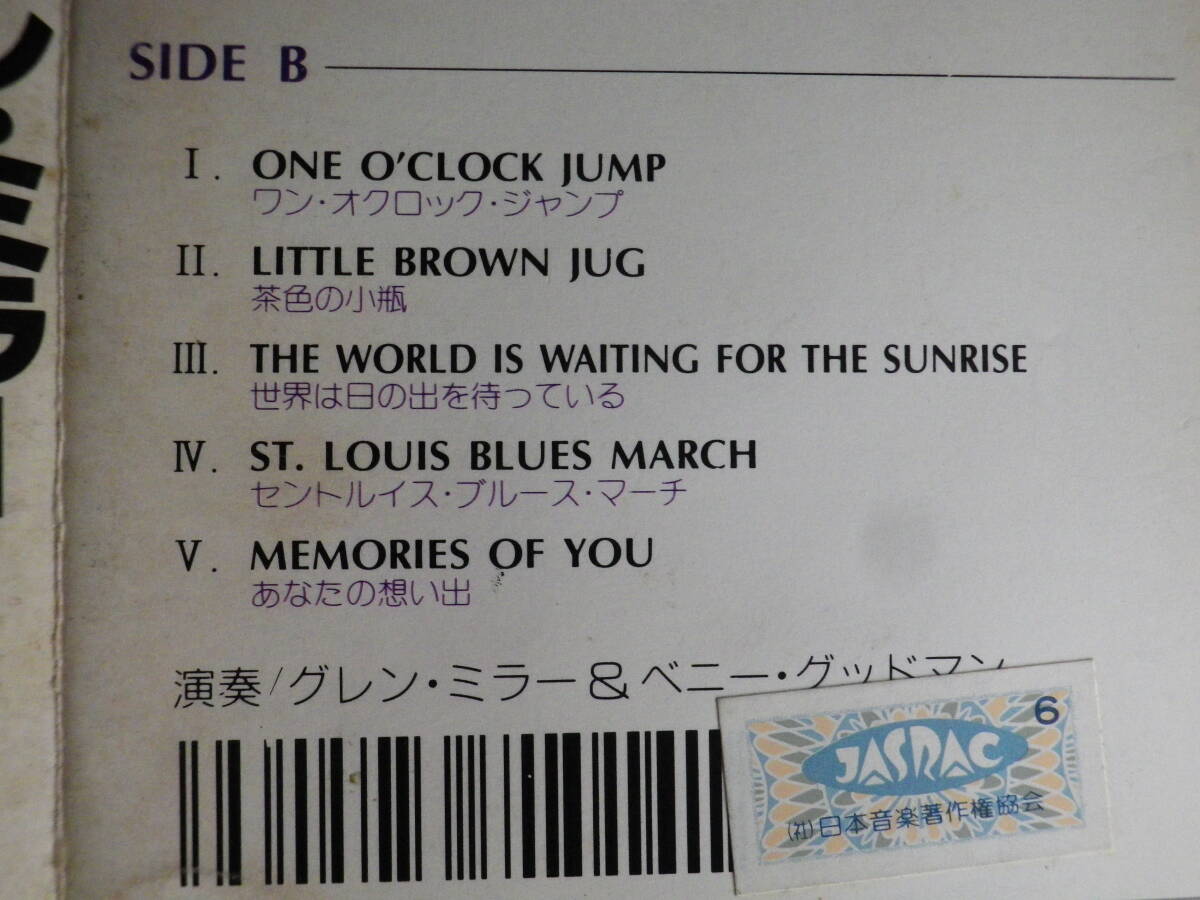 SIDE B
I. ONE O'CLOCK JUMP
ワン・オクロック・ジャンプ
II. LITTLE BROWN JUG
茶色の小瓶
III. THE WORLD IS WAITING FOR THE SUNRISE
世界は日の出を待っている
IV. ST. LOUIS BLUES MARCH
セントルイス・ブルース・マーチ
V. MEMORIES OF YOU
あなたの想い出
演奏/グレン・ミラー&ベニー・グッドマン
6
JASRAC
(社)日本音楽著作権協会